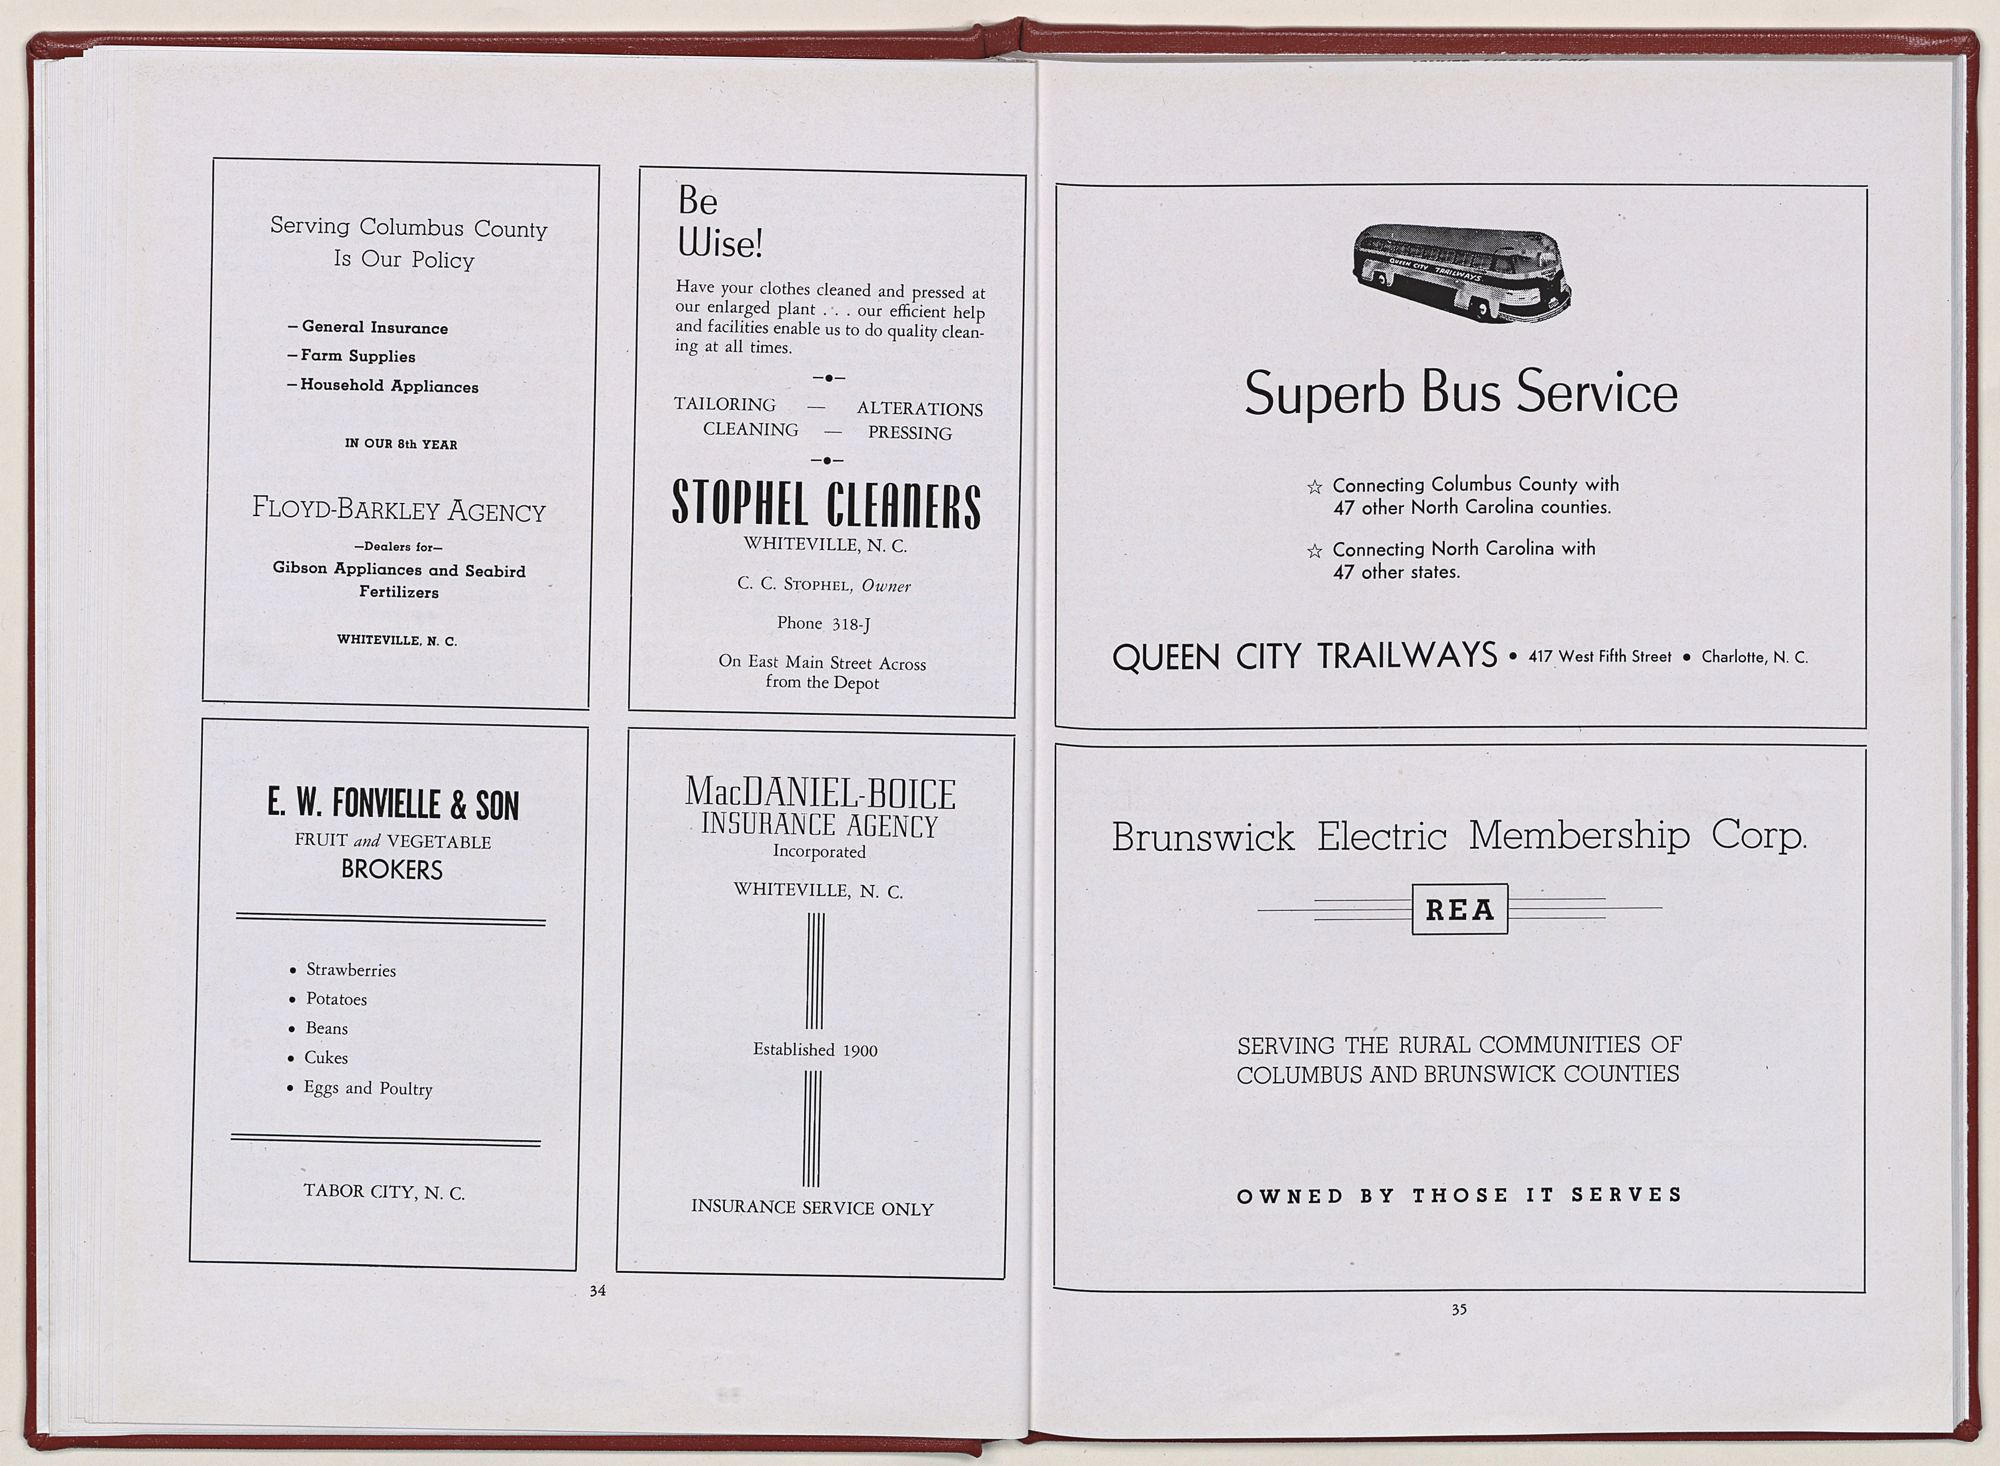 Serving Columbus County
Is Our Policy
— General Insurance
— Farm Supplies
— Household Appliances
IN OUR 8th YEAR
FLOYD-BARKLEY AGENCY
—Dealers for—
Gibson Appliances and Seabird
Fertilizers
WHITEVILLE, N. C.
Be
Wise!
Have your clothes cleaned and pressed at
our enlarged plant . . . our efficient help
and facilities enable us to do quality clean-
ing at all times.
TAILORING — ALTERATIONS
CLEANING — PRESSING
STOPHEL CLEANERS
WHITEVILLE, N. C.
C. C. STOPHEL, Owner
Phone 318-J
On East Main Street Across
from the Depot
E. W. FONVIELLE & SON
FRUIT and VEGETABLE
BROKERS
• Strawberries
• Potatoes
• Beans
• Cukes
• Eggs and Poultry
TABOR CITY, N. C.
MacDANIEL-BOICE
INSURANCE AGENCY
Incorporated
WHITEVILLE, N. C.
Established 1900
INSURANCE SERVICE ONLY
34
QUEEN CITY TRAILWAYS
Superb Bus Service
☆ Connecting Columbus County with
47 other North Carolina counties.
☆ Connecting North Carolina with
47 other states.
QUEEN CITY TRAILWAYS • 417 West Fifth Street • Charlotte, N. C.
Brunswick Electric Membership Corp.
REA
SERVING THE RURAL COMMUNITIES OF
COLUMBUS AND BRUNSWICK COUNTIES
OWNED BY THOSE IT SERVES
35